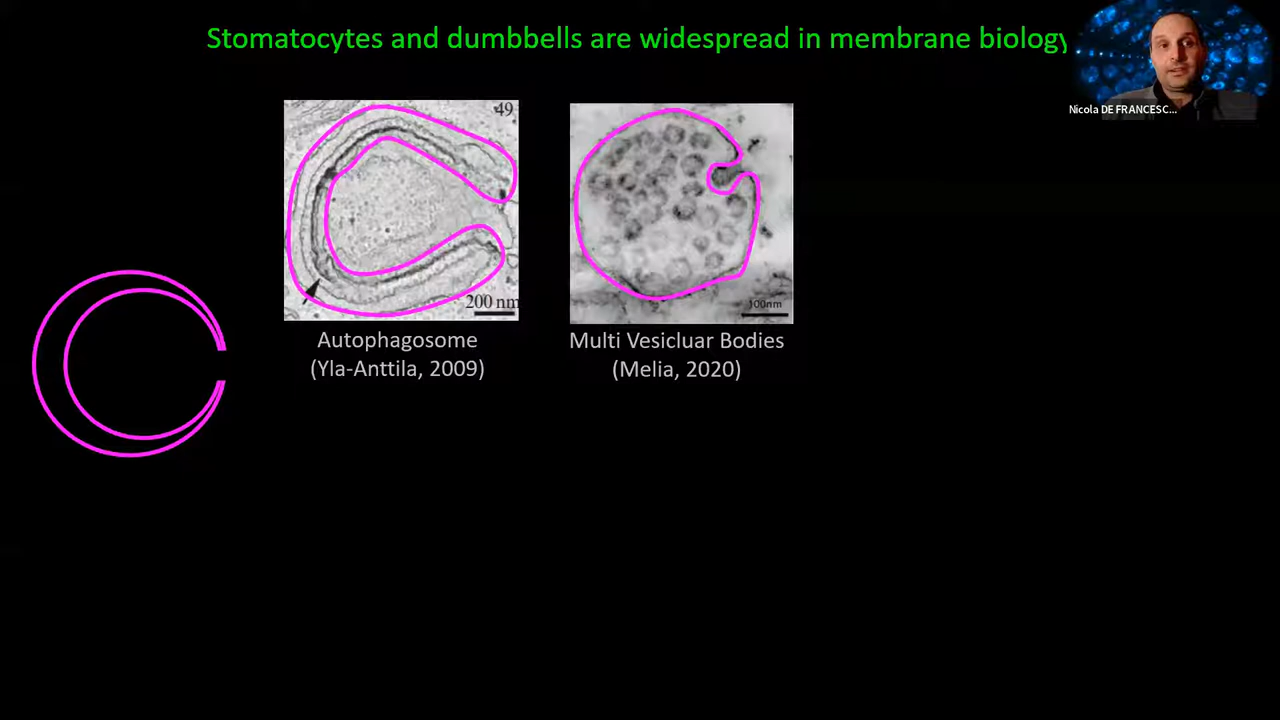 Stomatocytes and dumbbells are widespread in membrane biology
Nicola DE FRANCESC...
49
200 nm
100nm
Autophagosome
(Yla-Anttila, 2009)
Multi Vesicluar Bodies
(Melia, 2020)